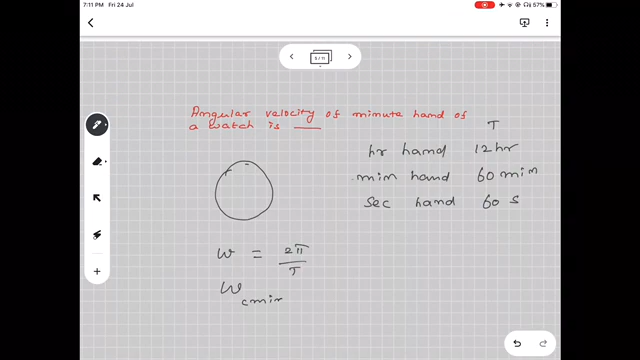 7:11 PM Fri 24 Jul
57%
5 / 11
Angular velocity of minute hand of
a watch is ____
T
hr hand 12 hr
min hand 60 min
sec hand 60 s
ω = 2π/T
ω cmin